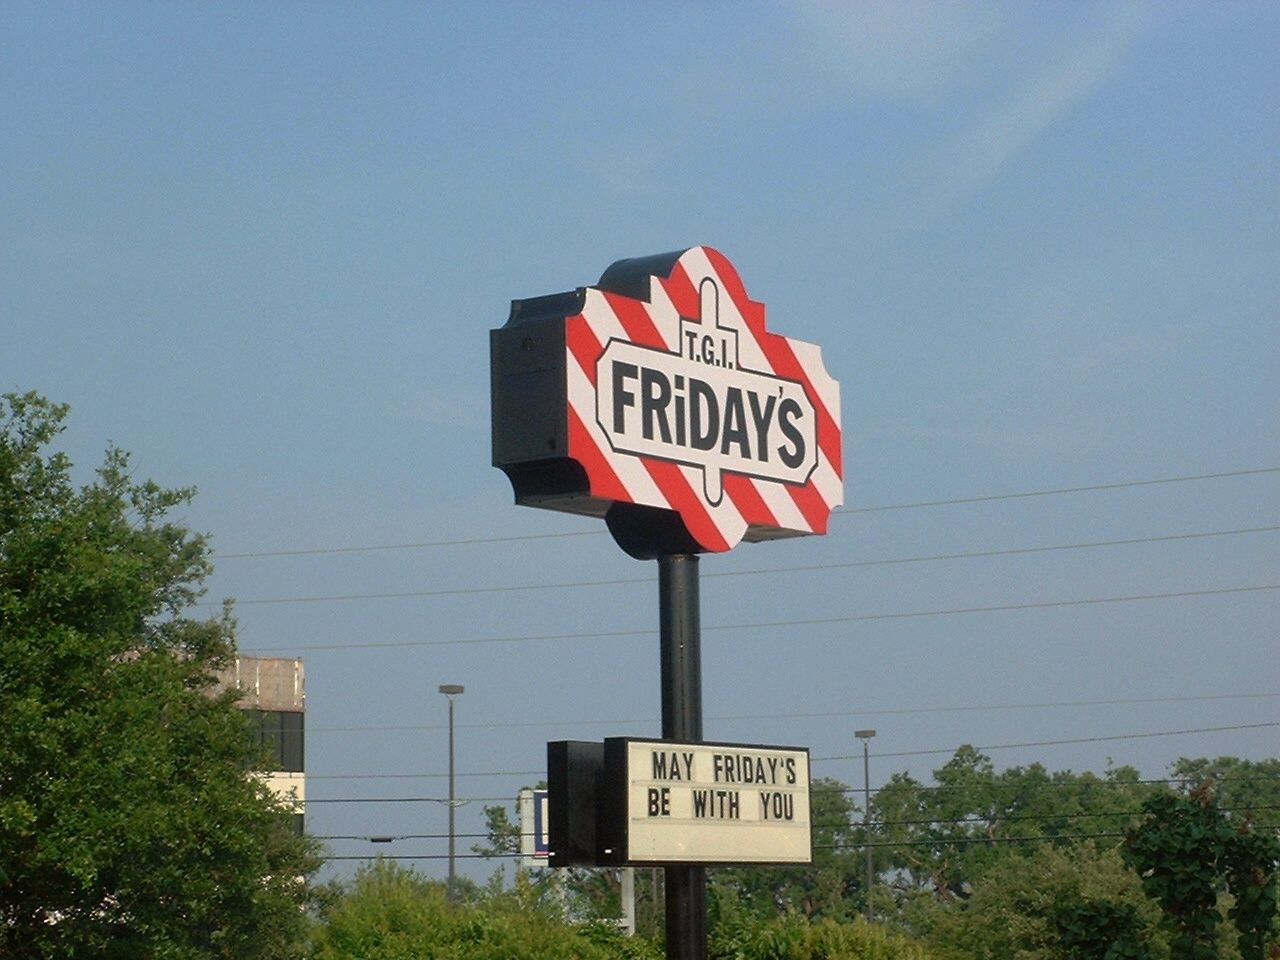 T.G.I.
FRiDAY'S
MAY FRIDAY'S
BE WITH YOU